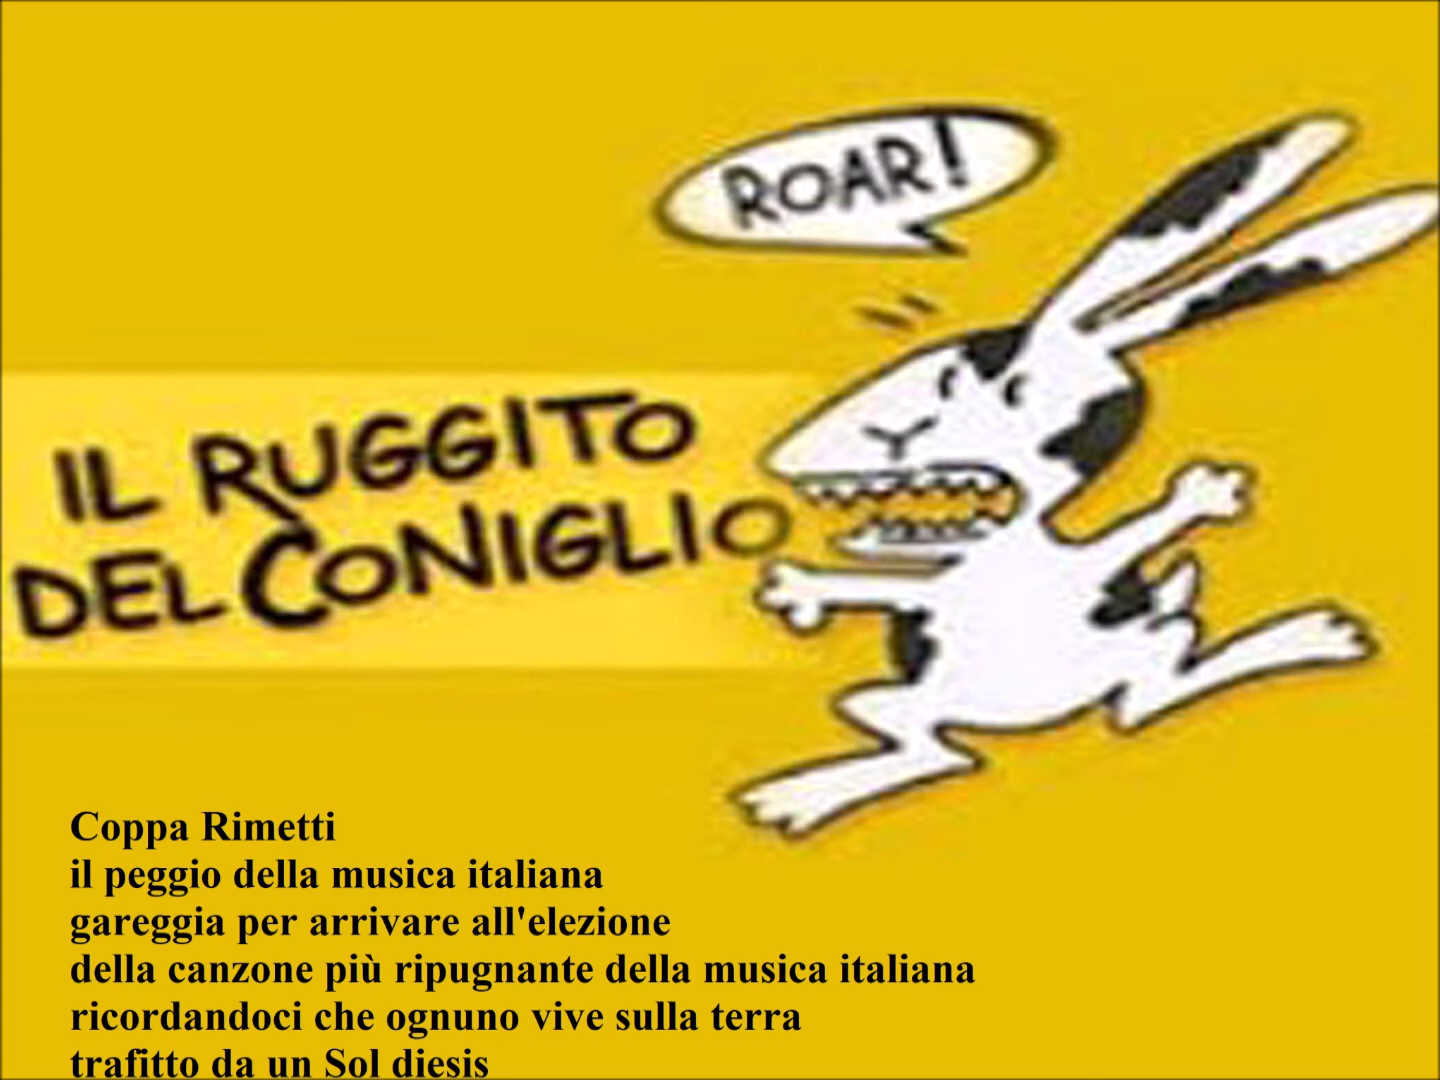 ROAR!
IL RUGGITO
DEL CONIGLIO
Coppa Rimetti
il peggio della musica italiana
gareggia per arrivare all'elezione
della canzone più ripugnante della musica italiana
ricordandoci che ognuno vive sulla terra
trafitto da un Sol diesis